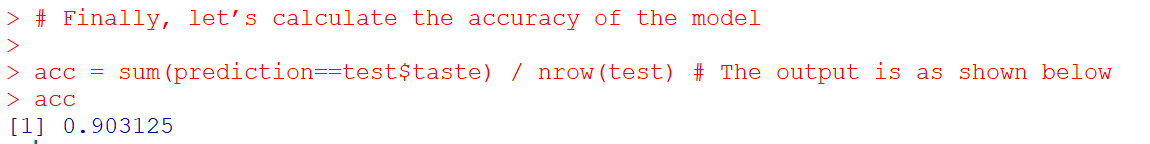 > # Finally, let’s calculate the accuracy of the model
>
> acc = sum(prediction==test$taste) / nrow(test) # The output is as shown below
> acc
[1] 0.903125